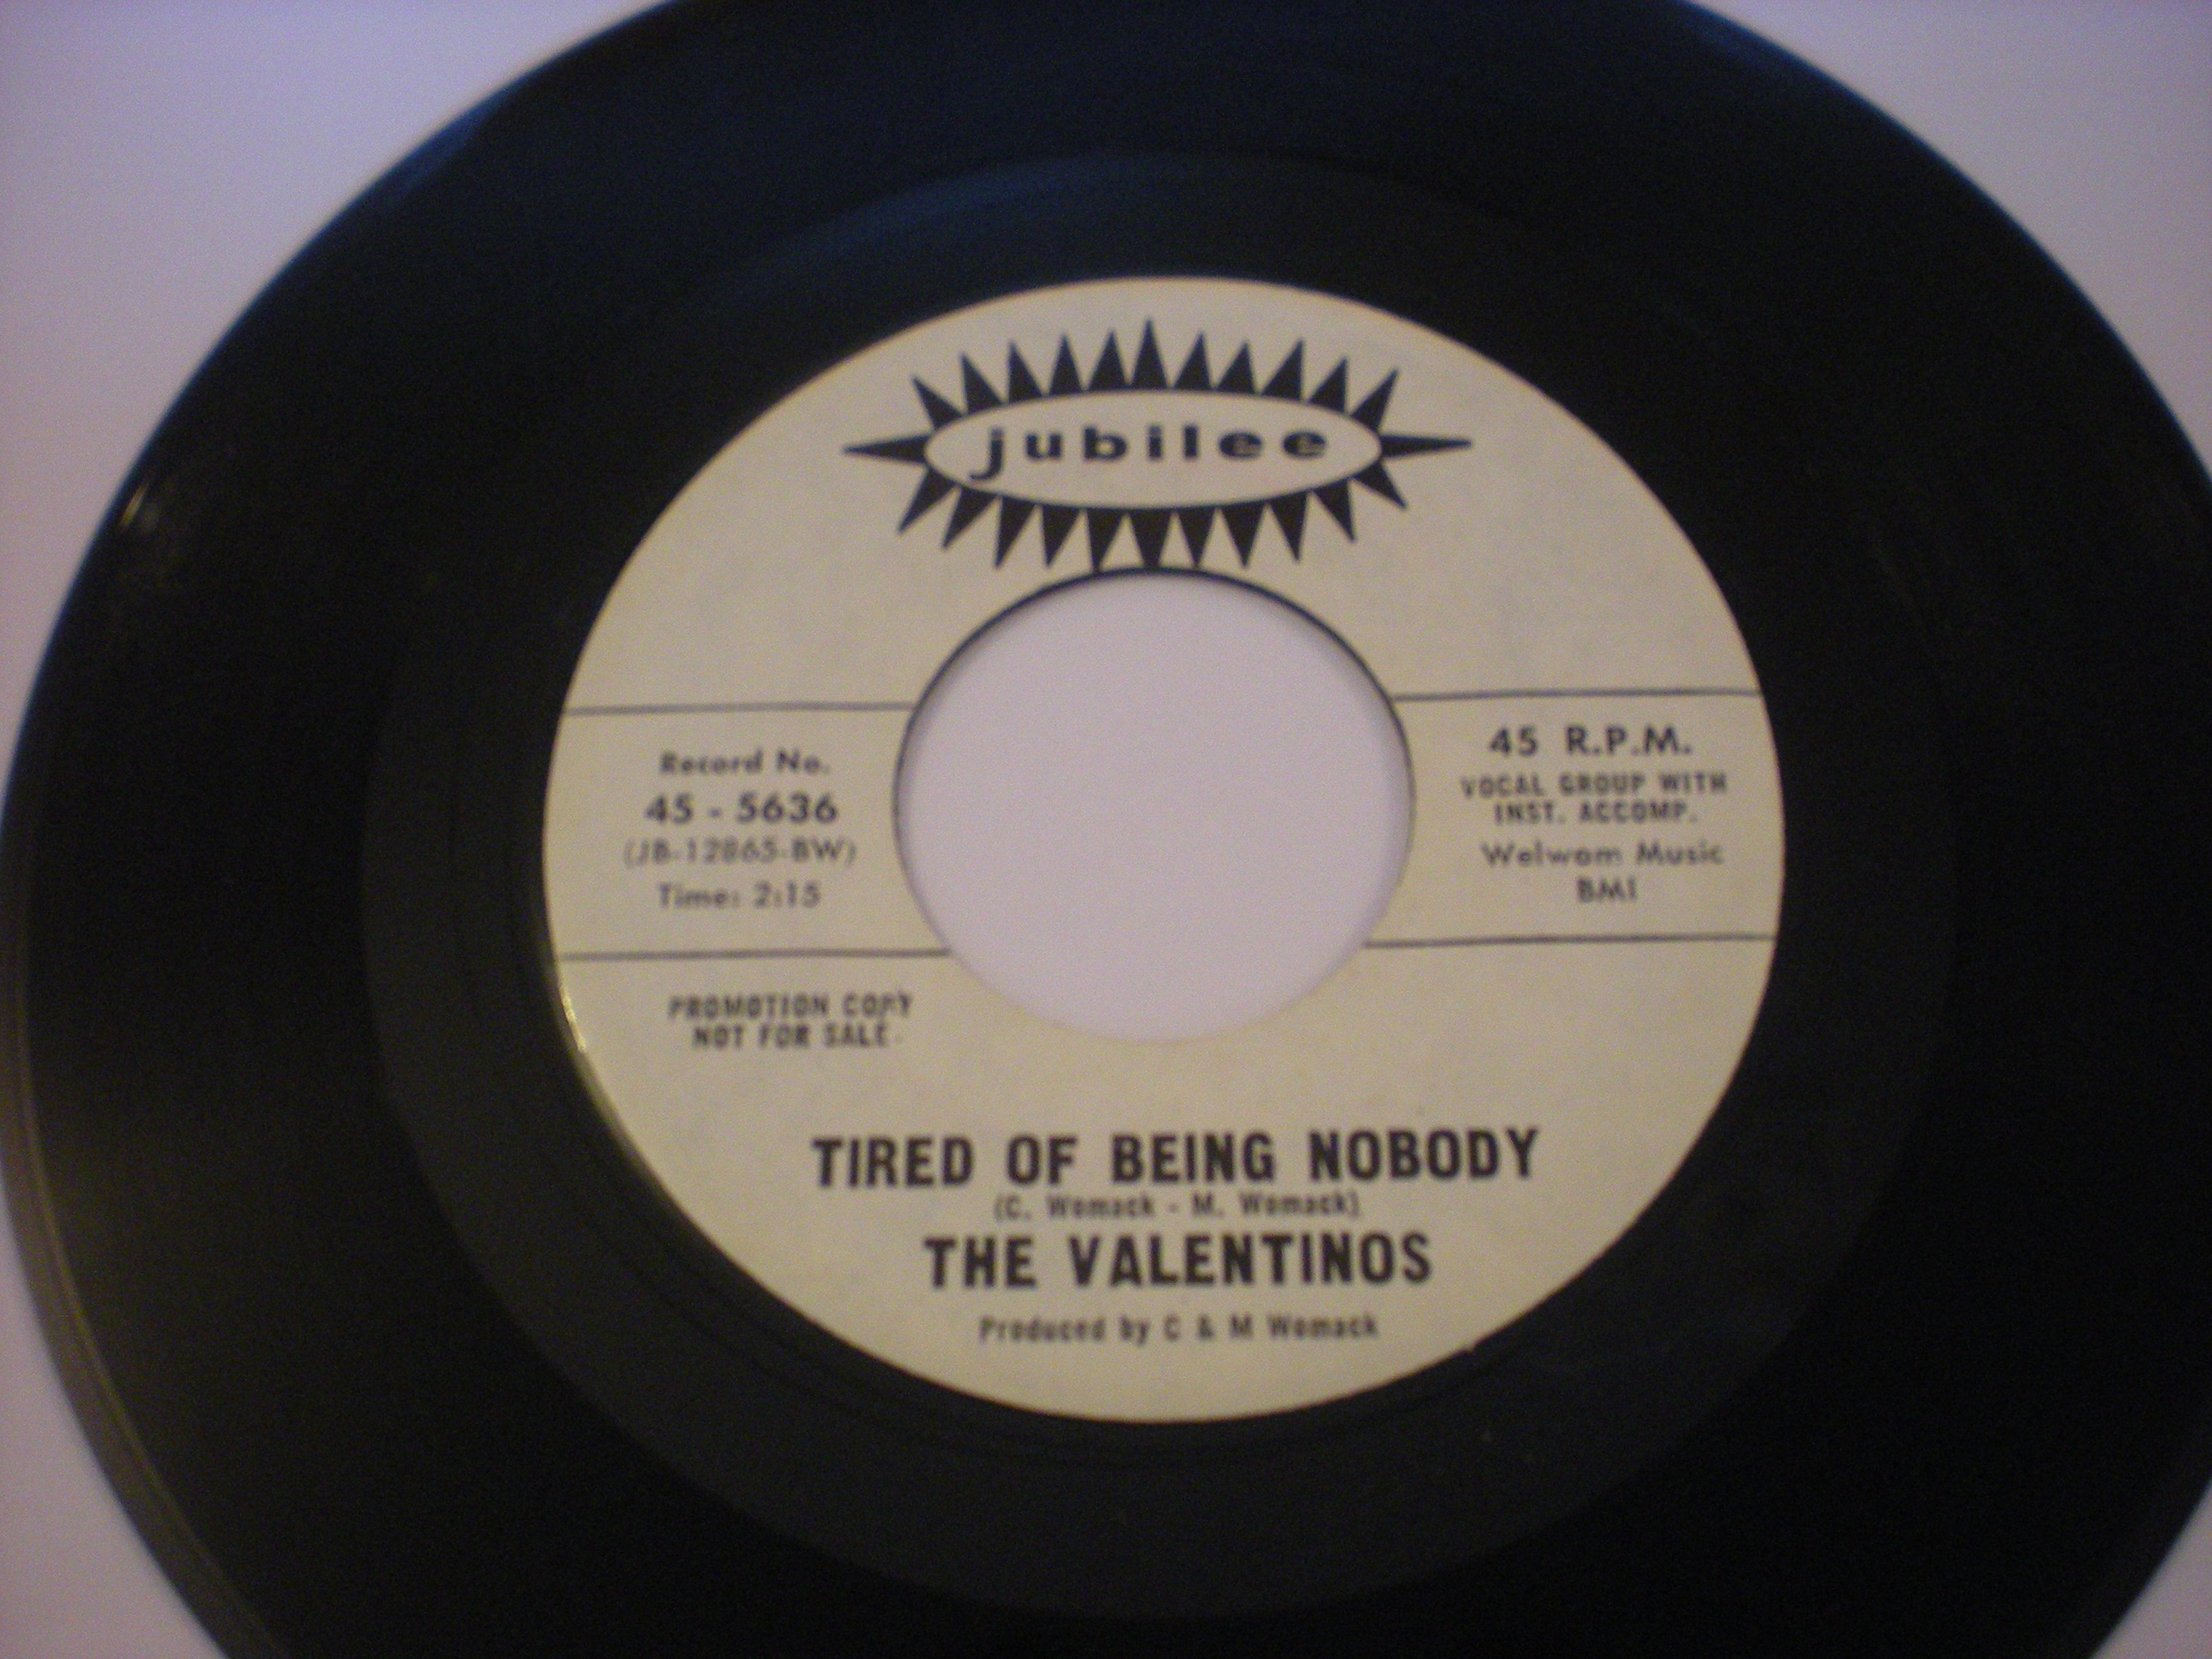 jubilee
Record No.
45 - 5636
(JB-12865-BW)
Time: 2:15
45 R.P.M.
VOCAL GROUP WITH
INST. ACCOMP.
Welwom Music
BMI
PROMOTION COPY
NOT FOR SALE
TIRED OF BEING NOBODY
(C. Womack - M. Womack)
THE VALENTINOS
Produced by C & M Womack